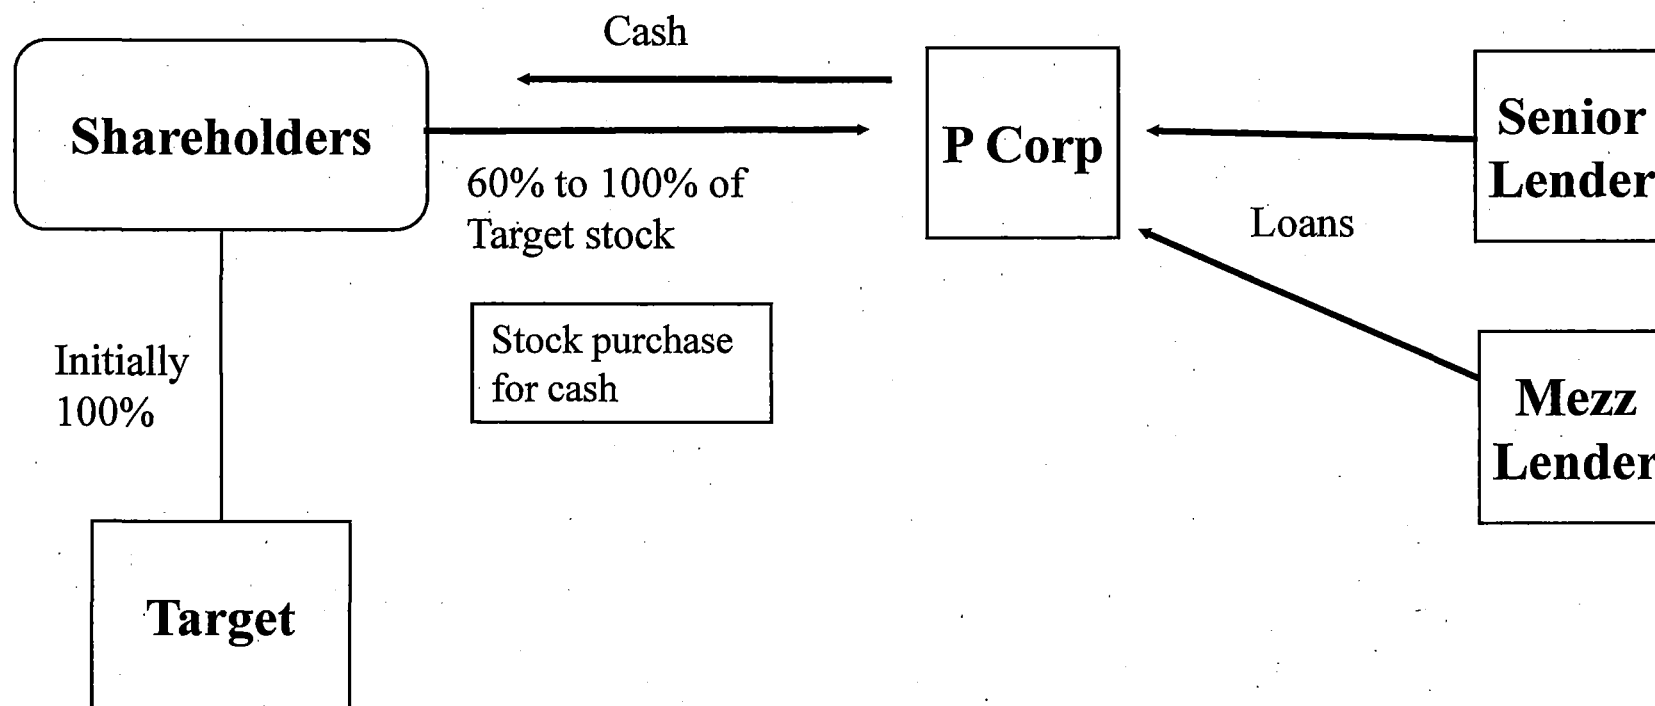 Cash
Shareholders
P Corp
Senior
Lender
60% to 100% of
Target stock
Loans
Stock purchase
for cash
Initially
100%
Mezz
Lender
Target